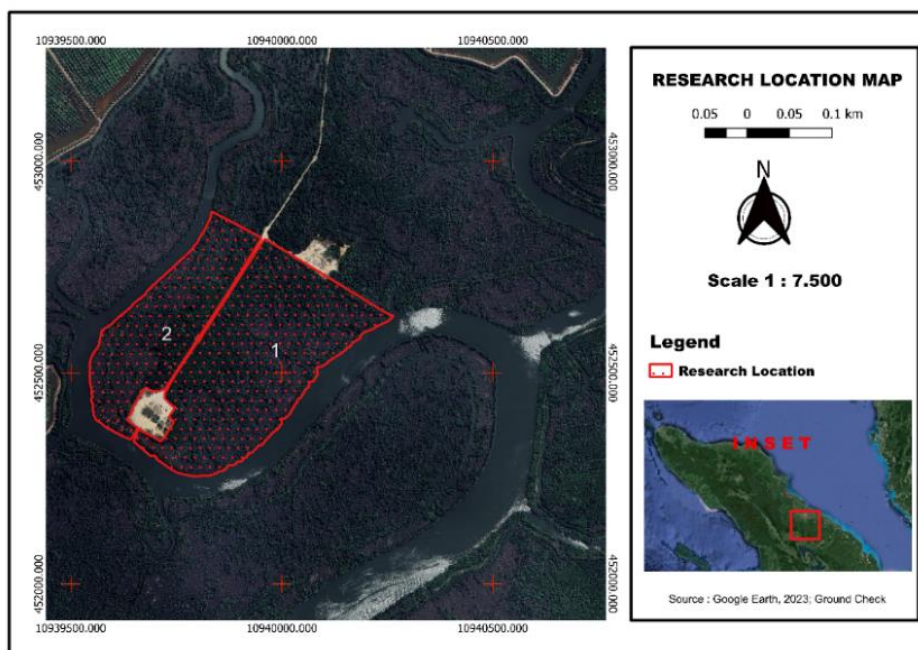 10939500.000 10940000.000 10940500.000
453000.000 453000.000
2
1
452500.000 452500.000
452000.000 452000.000
10939500.000 10940000.000 10940500.000
RESEARCH LOCATION MAP
0.05 0 0.05 0.1 km
N
Scale 1 : 7.500
Legend
Research Location
INSET
Source : Google Earth, 2023; Ground Check